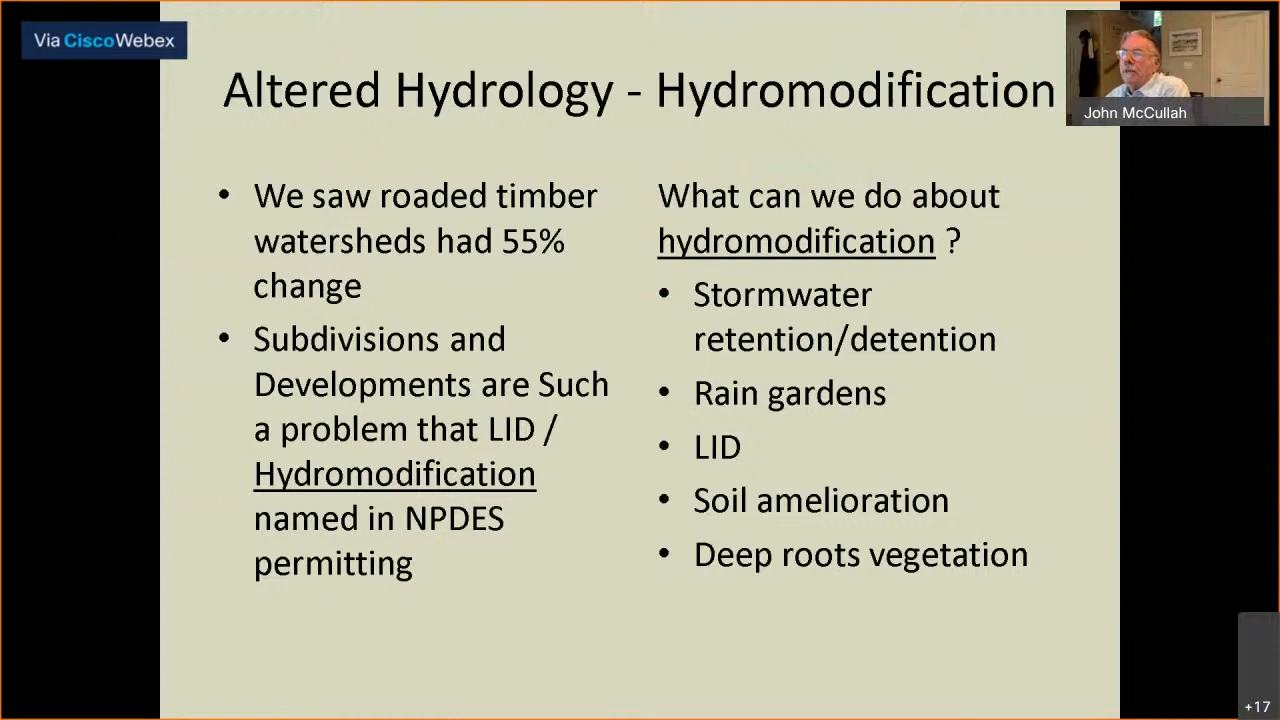 Via Cisco Webex
John McCullah
Altered Hydrology - Hydromodification
• We saw roaded timber
watersheds had 55%
change
• Subdivisions and
Developments are Such
a problem that LID /
Hydromodification
named in NPDES
permitting
What can we do about
hydromodification ?
• Stormwater
retention/detention
• Rain gardens
• LID
• Soil amelioration
• Deep roots vegetation
+17